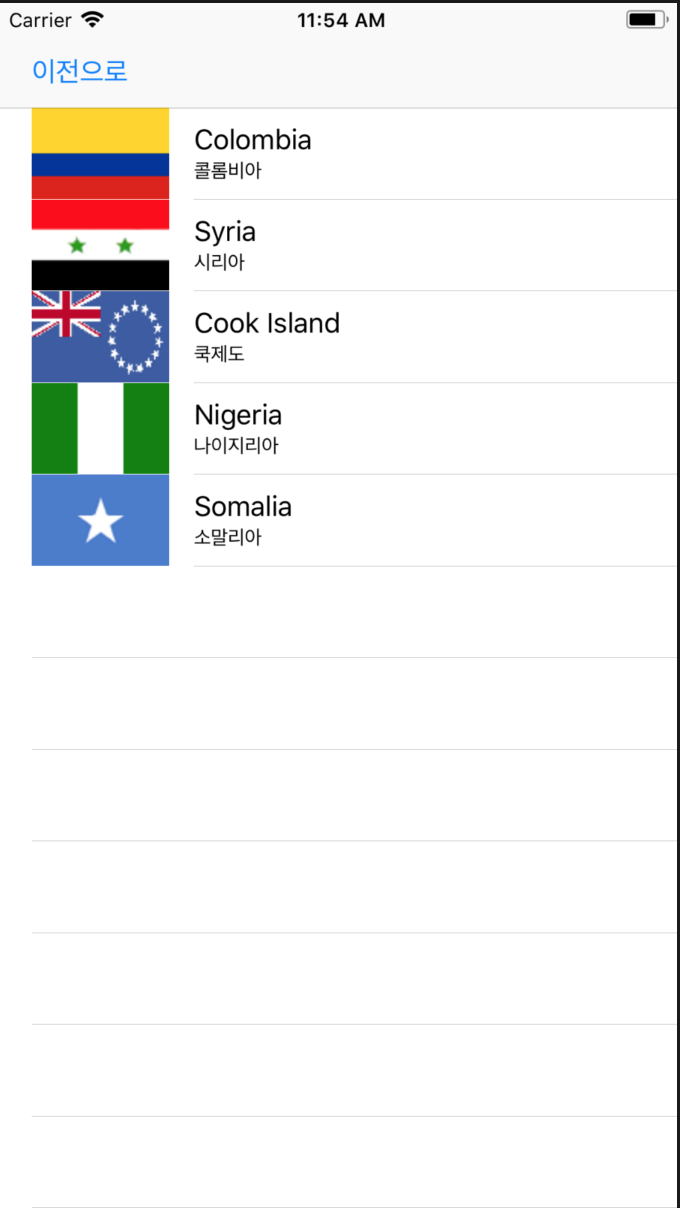 Carrier 11:54 AM
이전으로
Colombia
콜롬비아
Syria
시리아
Cook Island
쿡제도
Nigeria
나이지리아
Somalia
소말리아